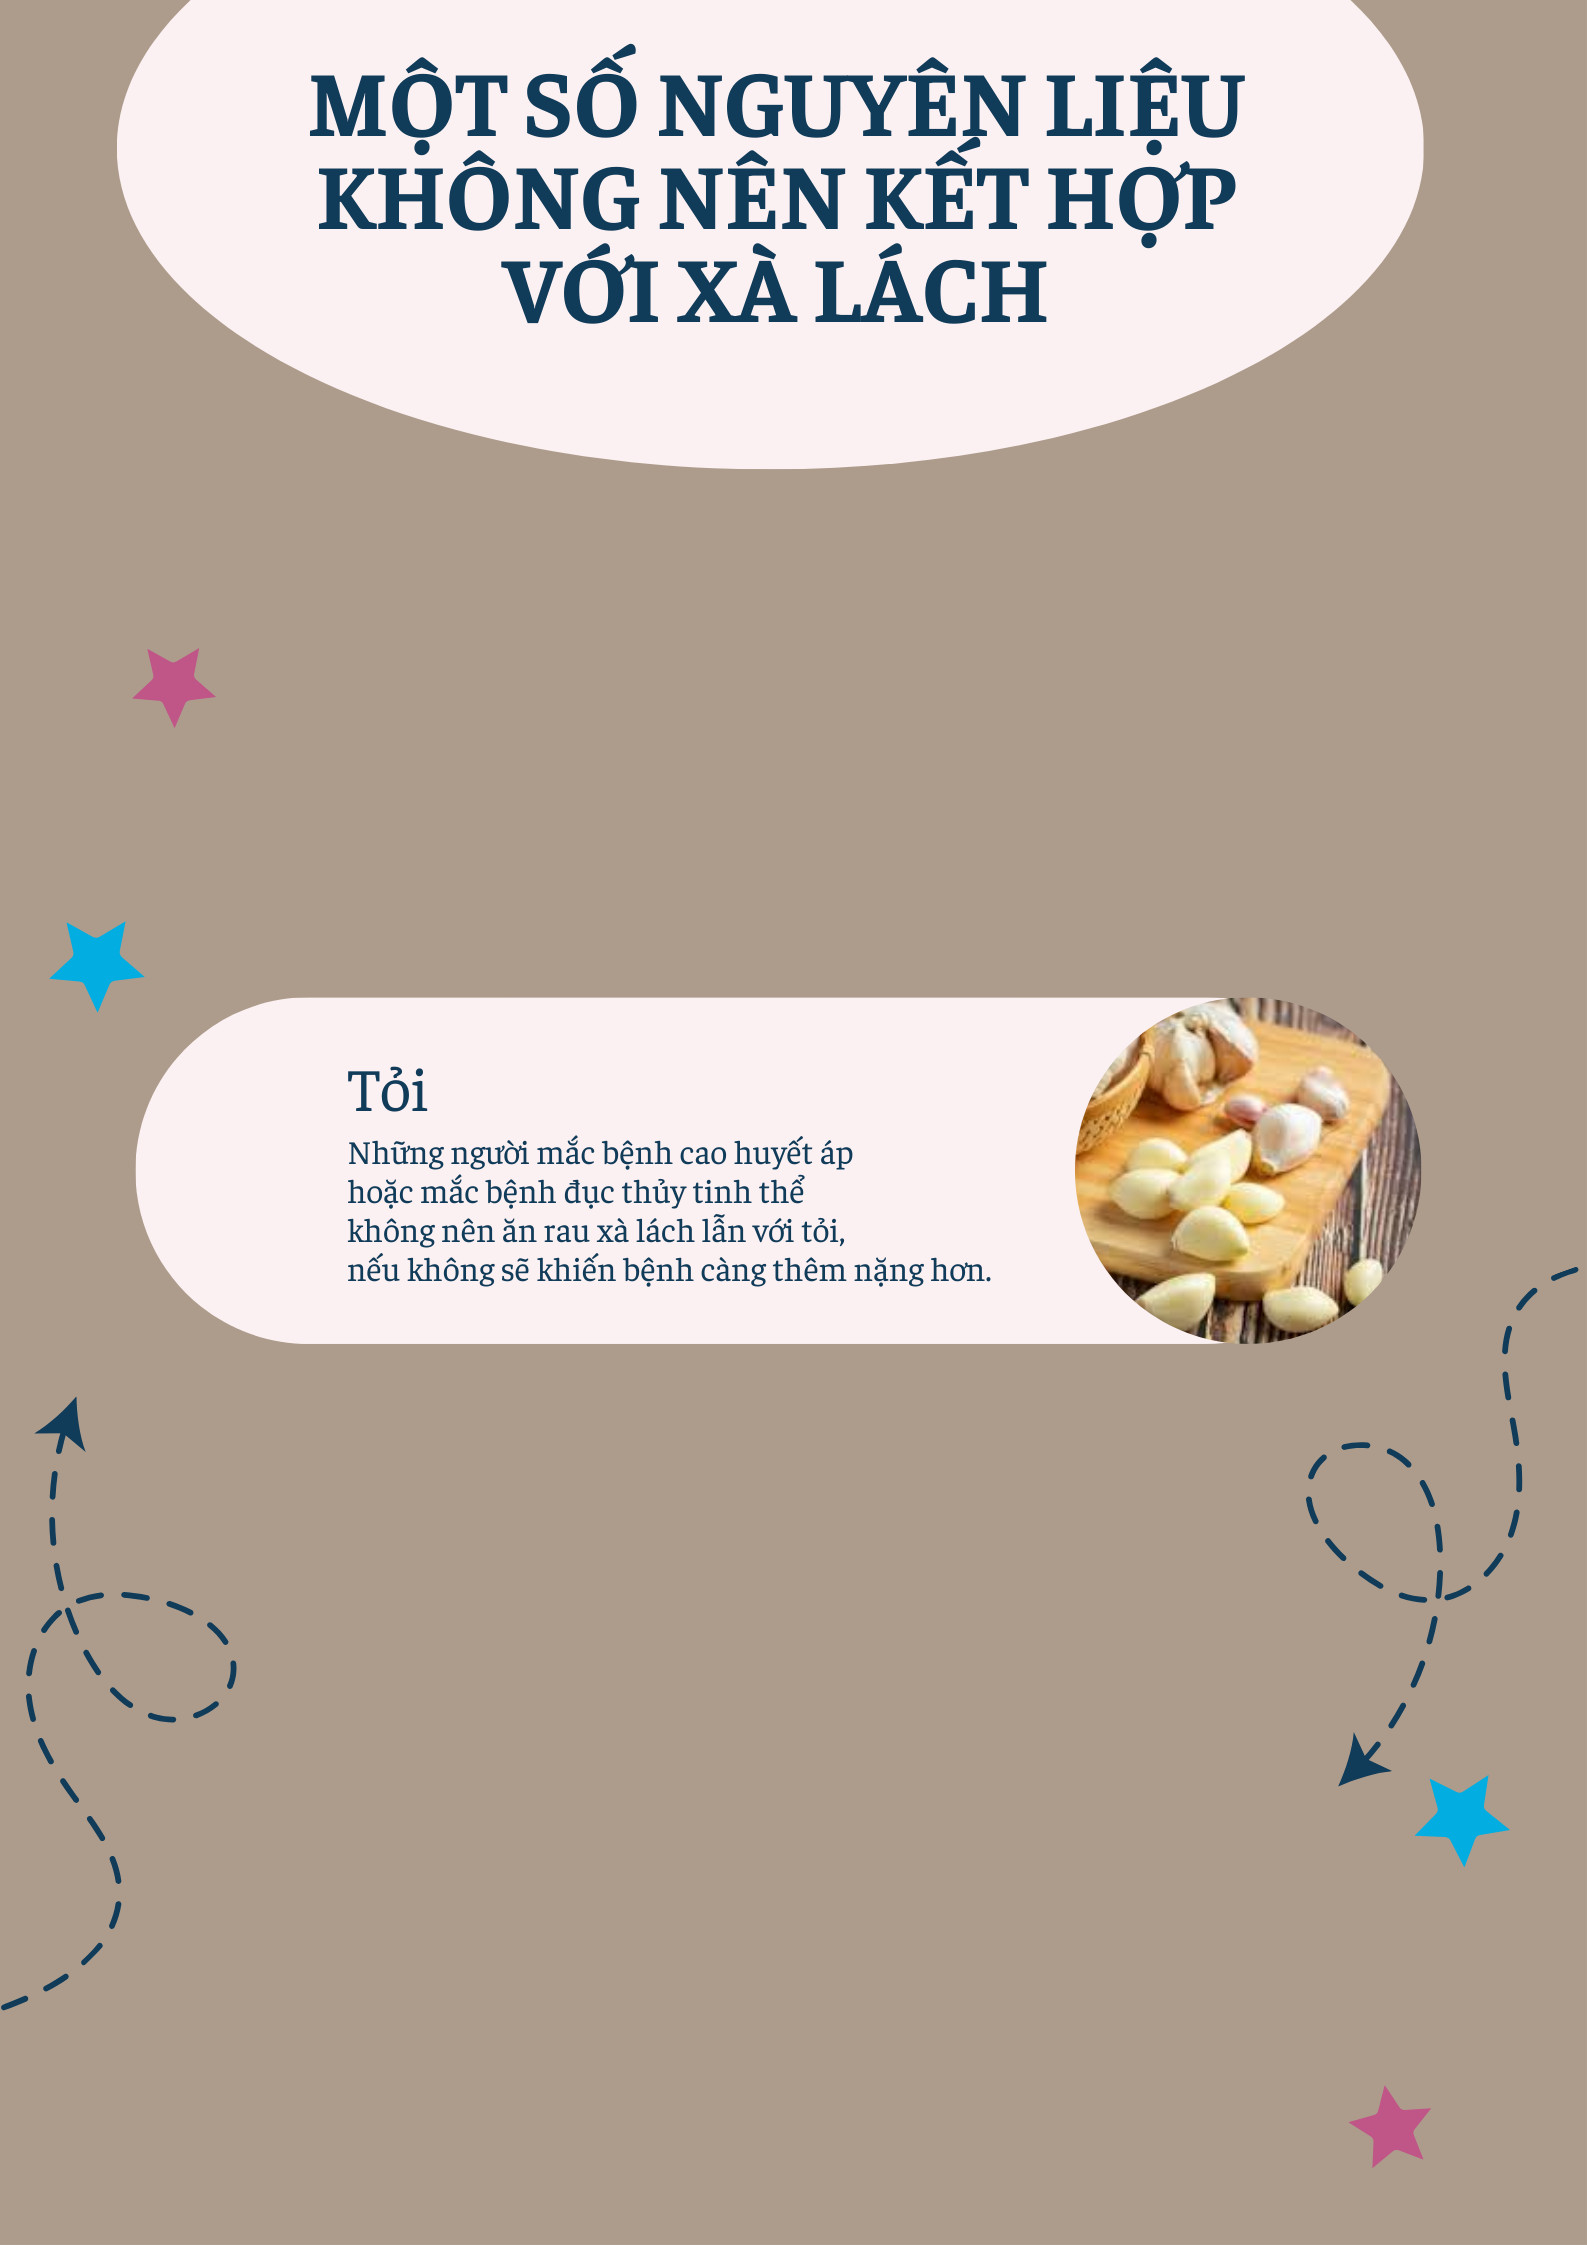 MỘT SỐ NGUYÊN LIỆU
KHÔNG NÊN KẾT HỢP
VỚI XÀ LÁCH
Tỏi
Những người mắc bệnh cao huyết áp
hoặc mắc bệnh đục thủy tinh thể
không nên ăn rau xà lách lẫn với tỏi,
nếu không sẽ khiến bệnh càng thêm nặng hơn.